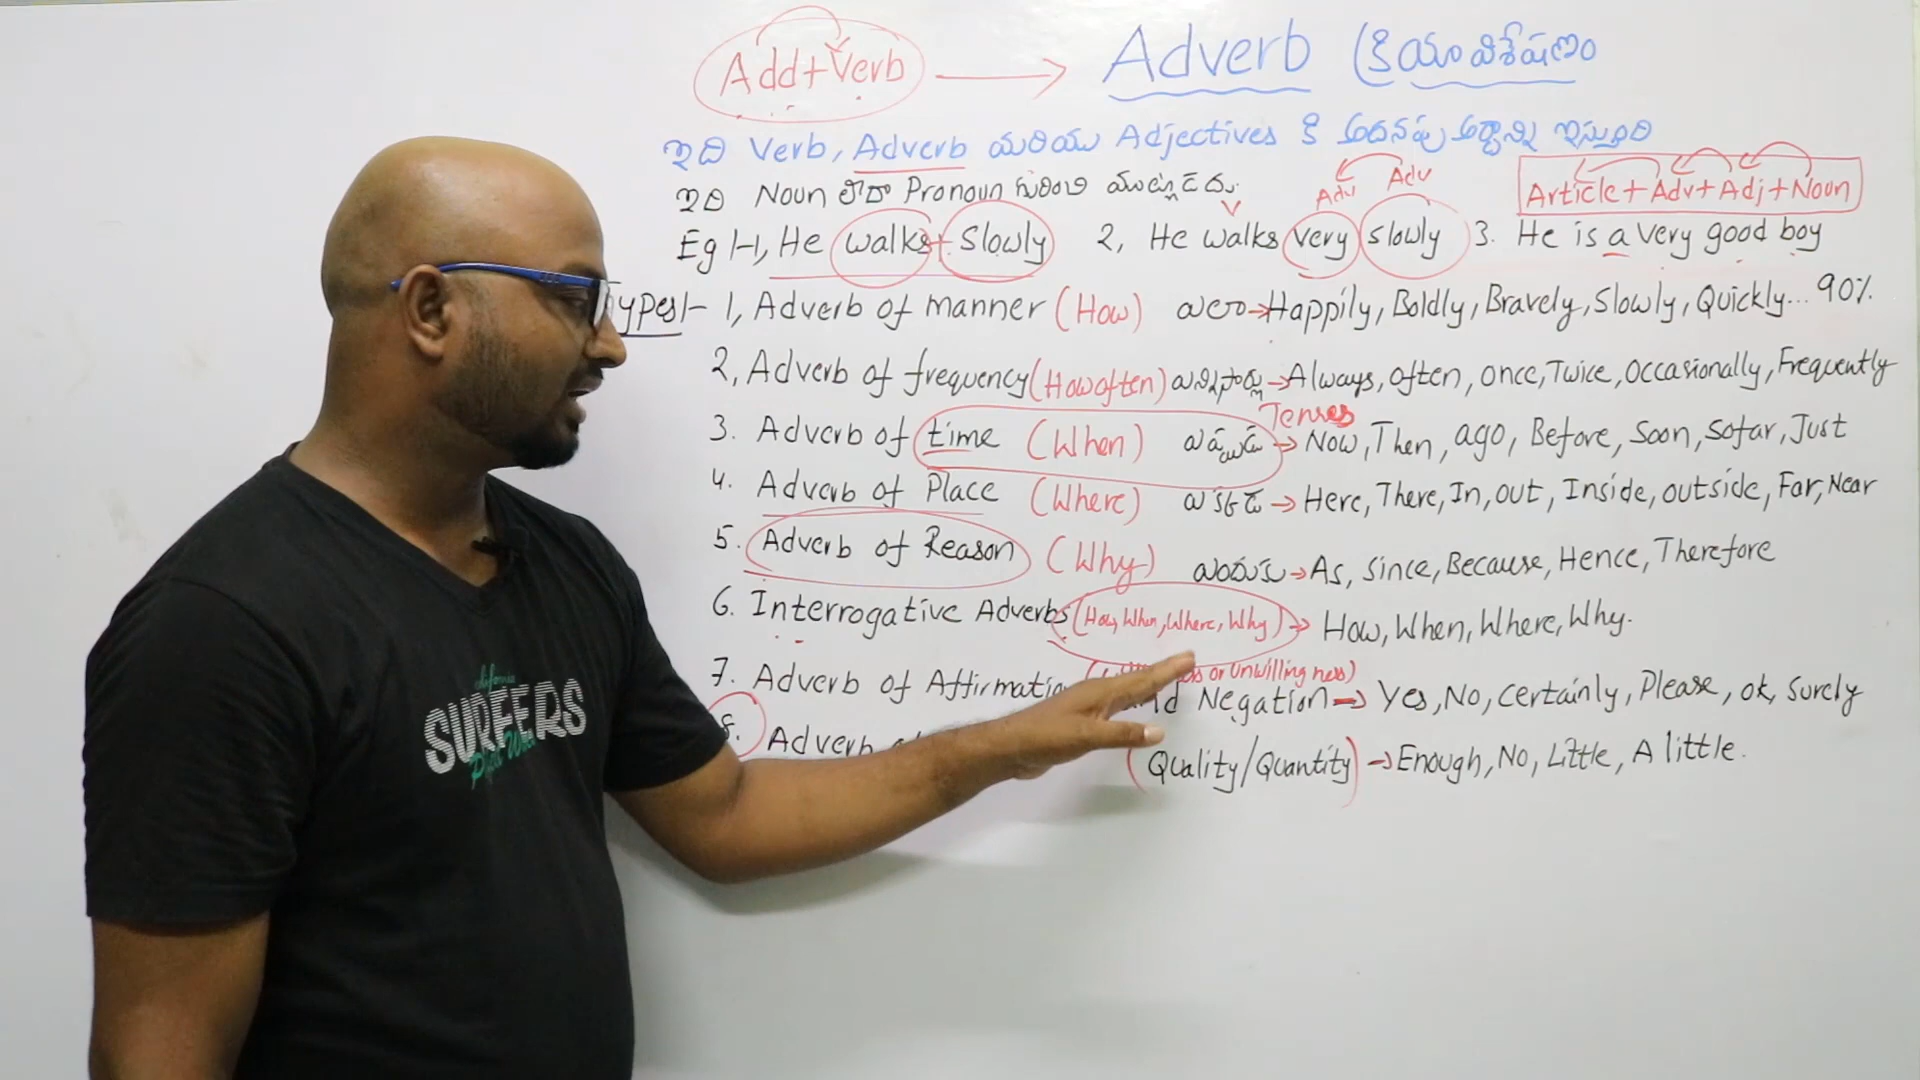 Add+Verb → Adverb (క్రియా విశేషణం
ఇది Verb, Adverb మరియు Adjectives కి అదనపు అర్థాన్ని ఇస్తుంది
ఇది Noun లేదా Pronoun గురించి
Adv Adv
Article+Adv+Adj+Noun
V
Eg:-1, He walks+Slowly 2, He walks very slowly 3. He is a very good boy
Types:- 1, Adverb of manner (How) ఎలా→Happily, Boldly, Bravely, Slowly, Quickly... 90%
2, Adverb of frequency (How often) ఎన్నిసార్లు→Always, often, once, Twice, Occasionally, Frequently
Tenses
3. Adverb of time (When) ఎప్పుడు→Now, Then, ago, Before, Soon, Sofar, Just
4. Adverb of Place (Where) ఎక్కడ→Here, There, In, out, Inside, outside, Far, Near
5. Adverb of Reason (Why) ఎందుకు→As, Since, Because, Hence, Therefore
6. Interrogative Adverbs (How, When, Where, Why)→ How, When, Where, Why.
or Unwillingness)
7. Adverb of Negation→Yes, No, certainly, Please, ok, Surely
8. Adverb (Quality/Quantity)→Enough, No, Little, A little.
california
SURFERS